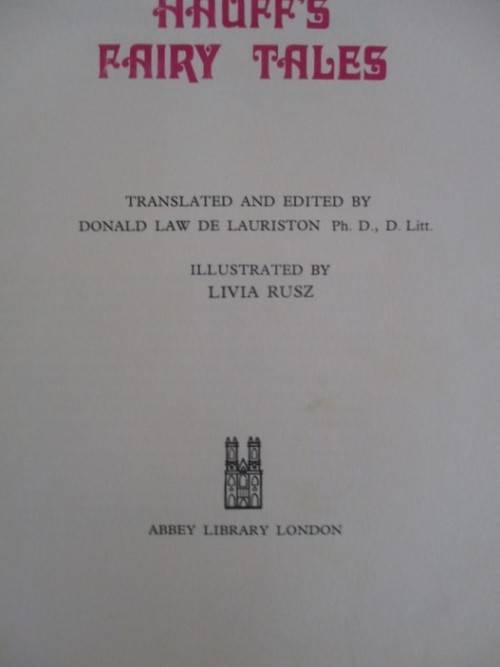 HAUFF'S
FAIRY TALES
TRANSLATED AND EDITED BY
DONALD LAW DE LAURISTON Ph. D., D. Litt.
ILLUSTRATED BY
LIVIA RUSZ
ABBEY LIBRARY LONDON